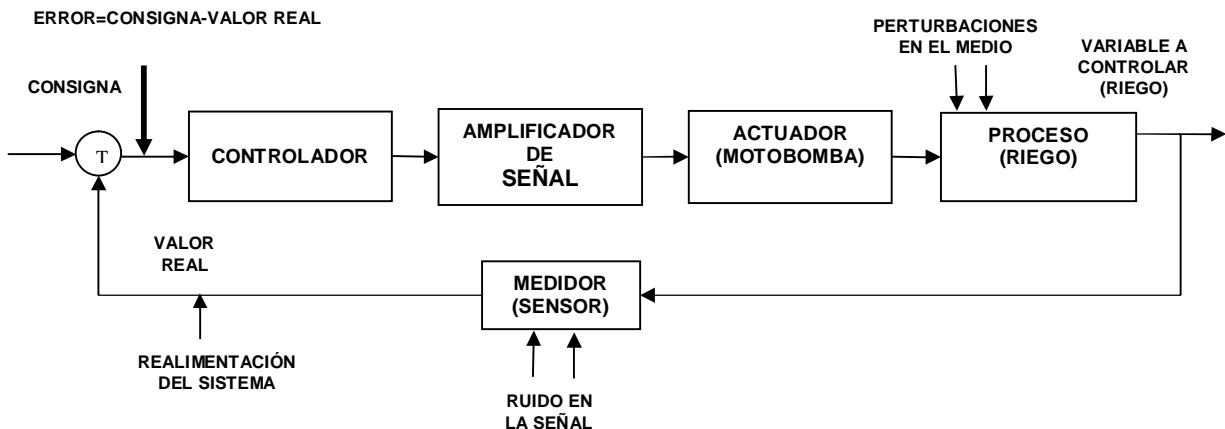 ERROR=CONSIGNA-VALOR REAL
PERTURBACIONES
EN EL MEDIO
VARIABLE A
CONTROLAR
(RIEGO)
CONSIGNA
T
CONTROLADOR
AMPLIFICADOR
DE
SEÑAL
ACTUADOR
(MOTOBOMBA)
PROCESO
(RIEGO)
VALOR
REAL
MEDIDOR
(SENSOR)
REALIMENTACIÓN
DEL SISTEMA
RUIDO EN
LA SEÑAL